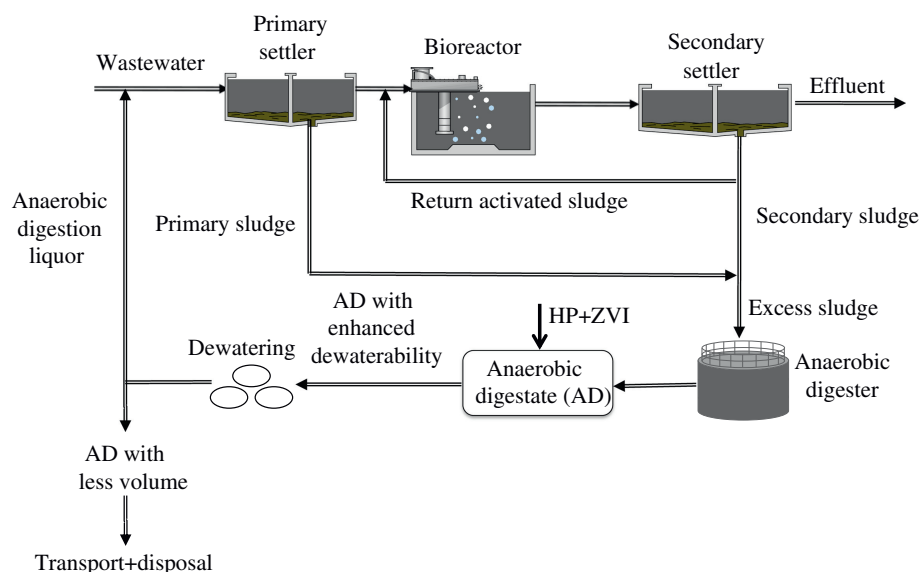 Primary
settler
Bioreactor
Secondary
settler
Wastewater
Effluent
Anaerobic
digestion
liquor
Primary sludge
Return activated sludge
Secondary sludge
AD with
enhanced
dewaterability
HP+ZVI
Excess sludge
Dewatering
Anaerobic
digestate (AD)
Anaerobic
digester
AD with
less volume
Transport+disposal